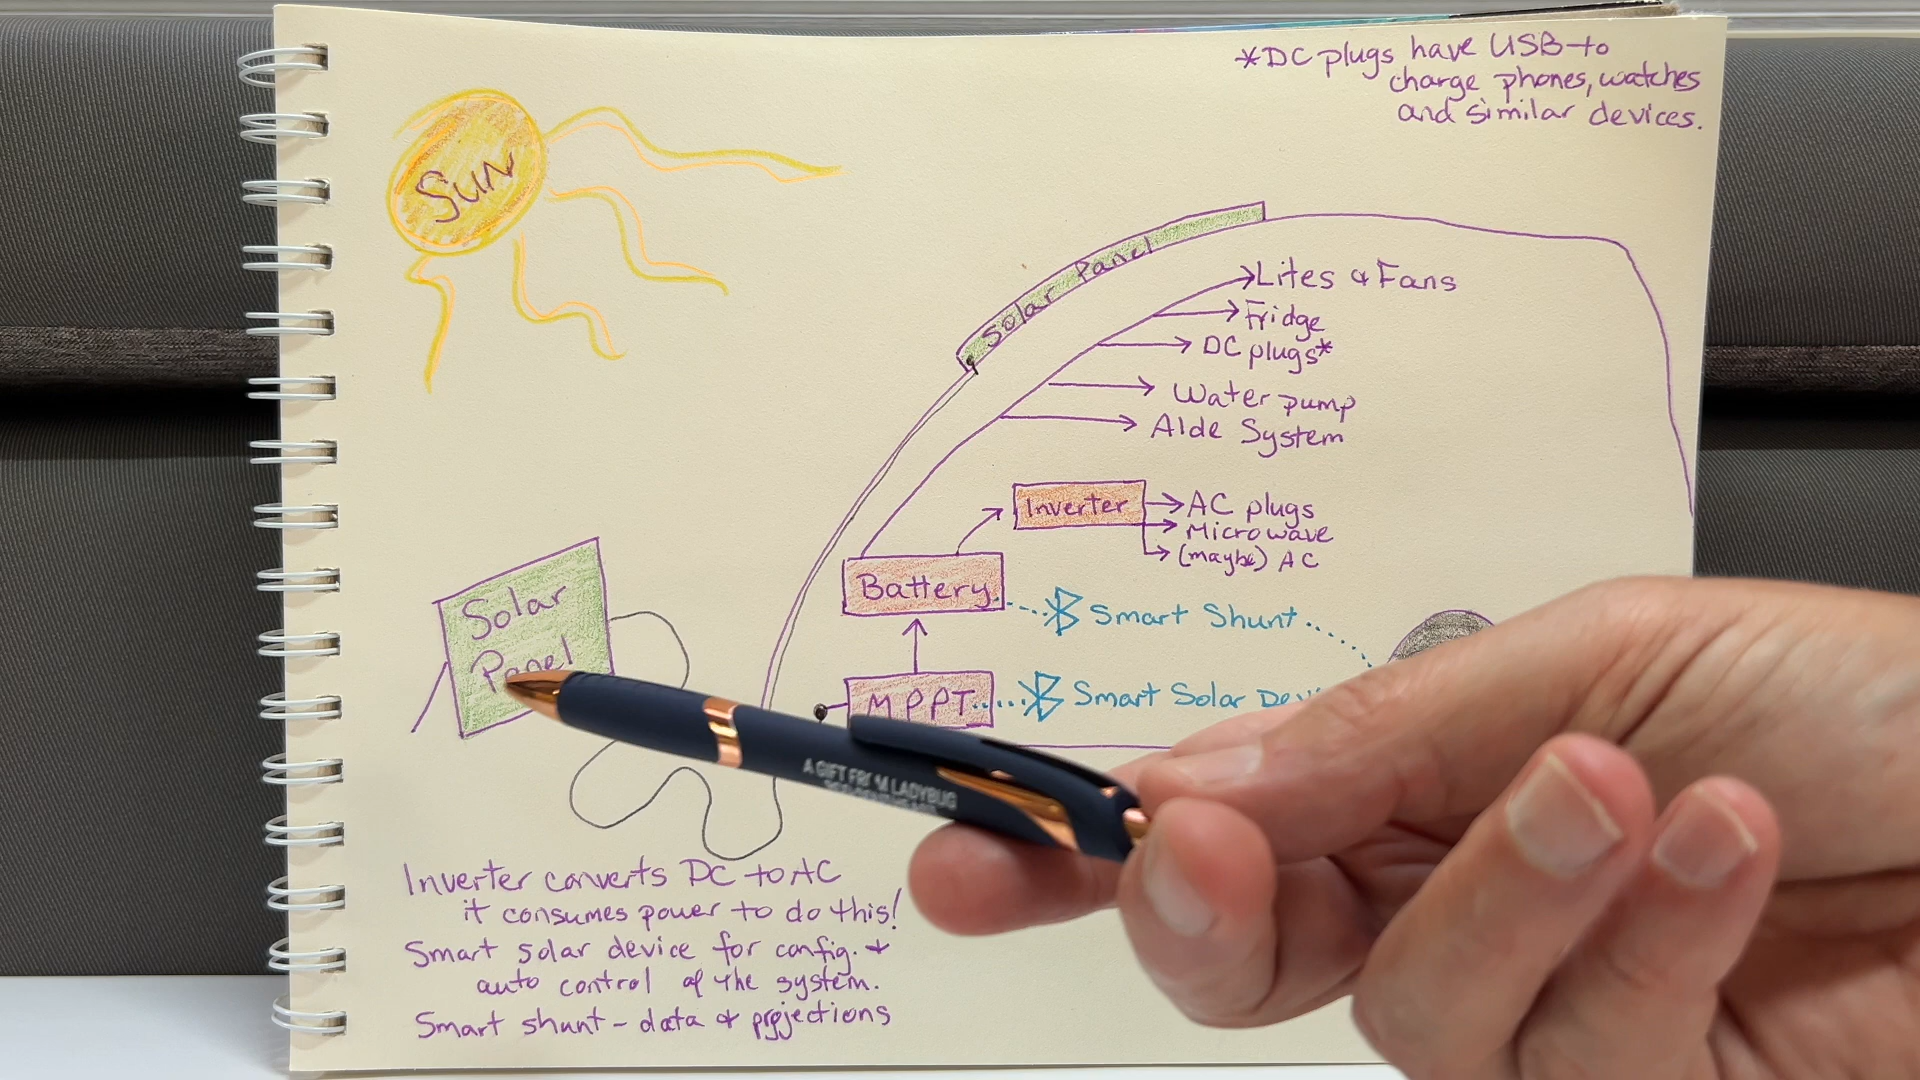 *DC plugs have USB to
charge phones, watches
and similar devices.
Sun
Solar Panel
Lites & Fans
Fridge
DC plugs*
Water pump
Alde System
Inverter
AC plugs
Microwave
(maybe) AC
Battery
Smart Shunt
MPPT
Smart Solar Devi
Solar
Panel
A GIFT FROM LADYBUG
Inverter converts DC to AC
it consumes power to do this!
Smart solar device for config. &
auto control of the system.
Smart shunt - data & projections